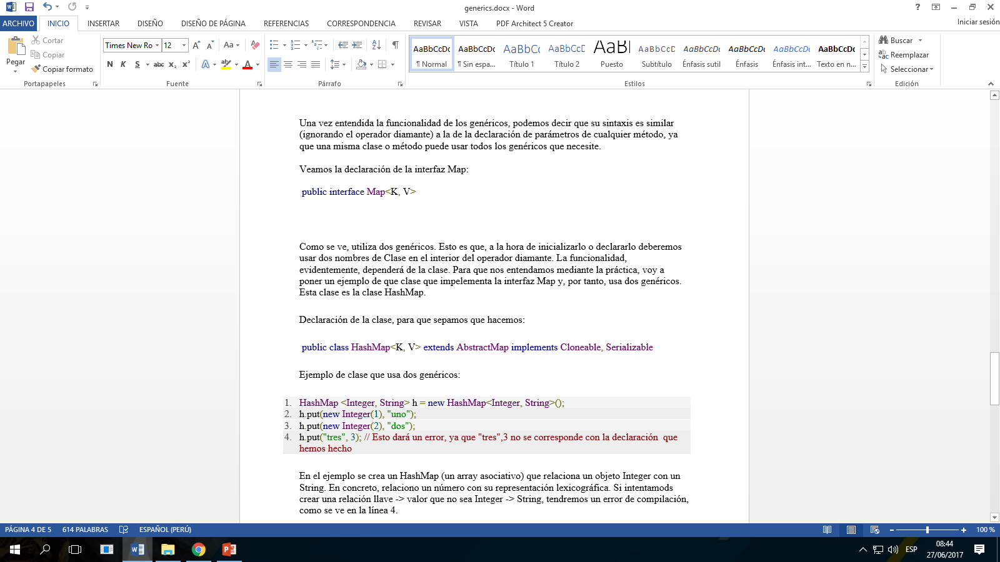 generics.docx - Word
ARCHIVO INICIO INSERTAR DISEÑO DISEÑO DE PÁGINA REFERENCIAS CORRESPONDENCIA REVISAR VISTA PDF Architect 5 Creator Iniciar sesión
Pegar
Cortar
Copiar
Copiar formato
Portapapeles
Times New Ro 12
N K S abc x₂ x²
Fuente
Párrafo
AaBbCcDc AaBbCcDc AaBbCc AaBbCcD AaBl AaBbCcD AaBbCcDc AaBbCcDc AaBbCcDc AaBbCcDc
¶ Normal ¶ Sin espa... Título 1 Título 2 Puesto Subtítulo Énfasis sutil Énfasis Énfasis int... Texto en n...
Estilos
Buscar
Reemplazar
Seleccionar
Edición
Una vez entendida la funcionalidad de los genéricos, podemos decir que su sintaxis es similar
(ignorando el operador diamante) a la de la declaración de parámetros de cualquier método, ya
que una misma clase o método puede usar todos los genéricos que necesite.
Veamos la declaración de la interfaz Map:
public interface Map<K, V>
Como se ve, utiliza dos genéricos. Esto es que, a la hora de inicializarlo o declararlo deberemos
usar dos nombres de Clase en el interior del operador diamante. La funcionalidad,
evidentemente, dependerá de la clase. Para que nos entendamos mediante la práctica, voy a
poner un ejemplo de que clase que impelementa la interfaz Map y, por tanto, usa dos genéricos.
Esta clase es la clase HashMap.
Declaración de la clase, para que sepamos que hacemos:
public class HashMap<K, V> extends AbstractMap implements Cloneable, Serializable
Ejemplo de clase que usa dos genéricos:
1. HashMap <Integer, String> h = new HashMap<Integer, String>();
2. h.put(new Integer(1), "uno");
3. h.put(new Integer(2), "dos");
4. h.put("tres", 3); // Esto dará un error, ya que "tres",3 no se corresponde con la declaración que
hemos hecho
En el ejemplo se crea un HashMap (un array asociativo) que relaciona un objeto Integer con un
String. En concreto, relaciono un número con su representación lexicográfica. Si intentamods
crear una relación llave -> valor que no sea Integer -> String, tendremos un error de compilación,
como se ve en la línea 4.
PÁGINA 4 DE 5 614 PALABRAS ESPAÑOL (PERÚ) 100 %
ESP
08:44
27/06/2017